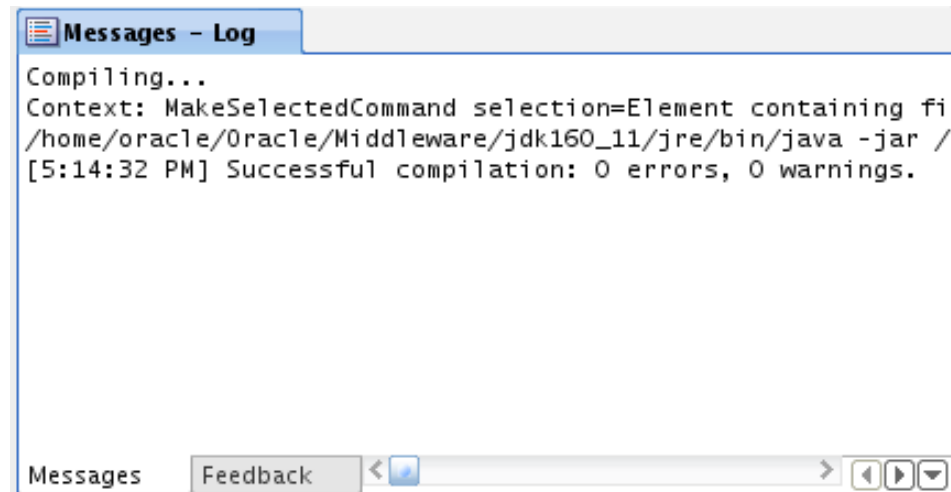 Messages - Log
Compiling...
Context: MakeSelectedCommand selection=Element containing fi
/home/oracle/Oracle/Middleware/jdk160_11/jre/bin/java -jar /
[5:14:32 PM] Successful compilation: 0 errors, 0 warnings.
Messages Feedback